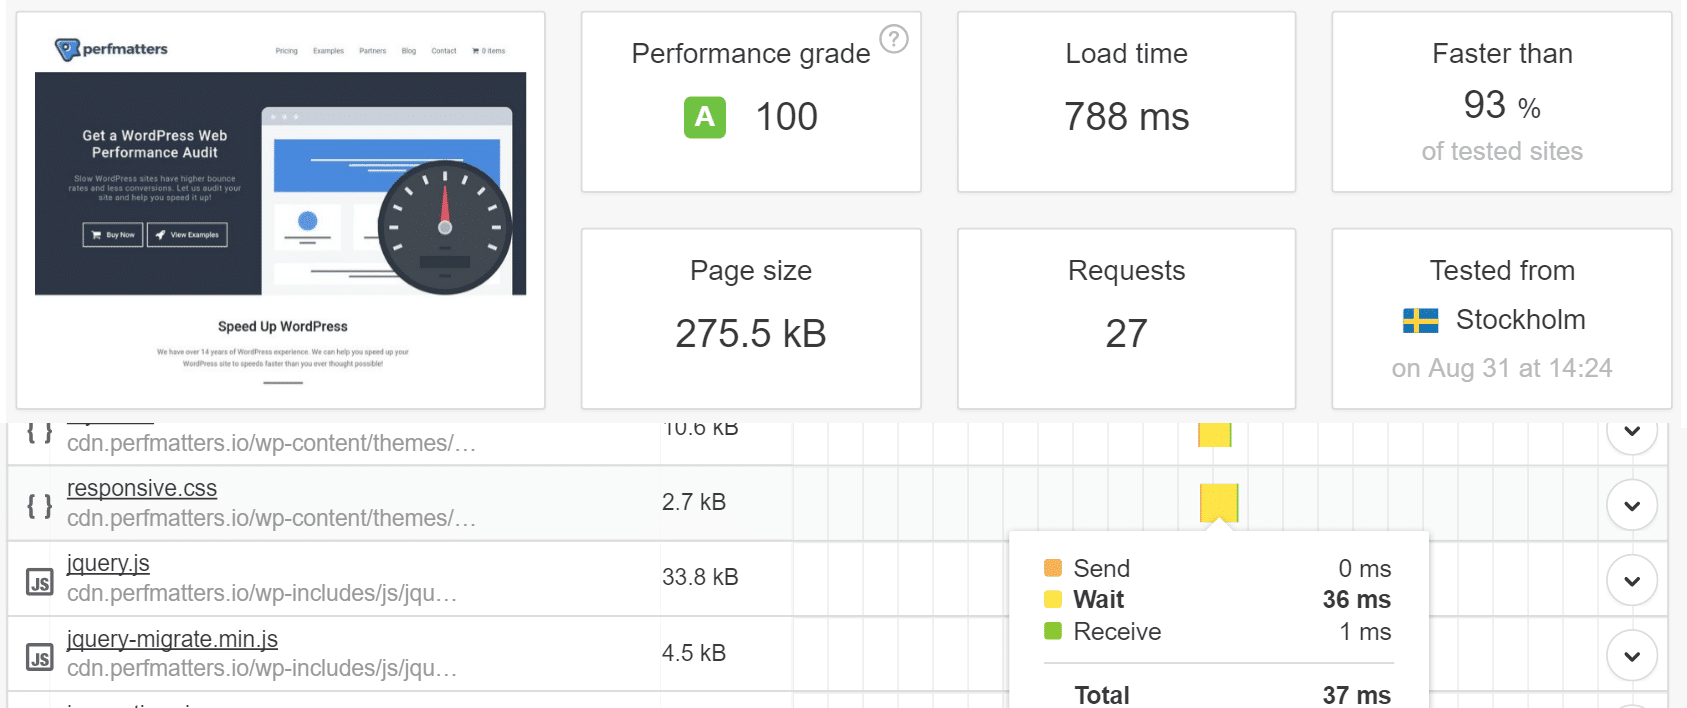 perfmatters
Pricing Examples Partners Blog Contact 0 items
Get a WordPress Web
Performance Audit
Slow WordPress sites have higher bounce
rates and less conversions. Let us audit your
site and help you speed it up!
Buy Now View Examples
Speed Up WordPress
We have over 14 years of WordPress experience. We can help you speed up your
WordPress site to speeds faster than you ever thought possible!
Performance grade ?
A 100
Load time
788 ms
Faster than
93 %
of tested sites
Page size
275.5 kB
Requests
27
Tested from
Stockholm
on Aug 31 at 14:24
{ } cdn.perfmatters.io/wp-content/themes/…
10.6 kB
{ } responsive.css
cdn.perfmatters.io/wp-content/themes/…
2.7 kB
JS jquery.js
cdn.perfmatters.io/wp-includes/js/jqu…
33.8 kB
JS jquery-migrate.min.js
cdn.perfmatters.io/wp-includes/js/jqu…
4.5 kB
Send 0 ms
Wait 36 ms
Receive 1 ms
Total 37 ms